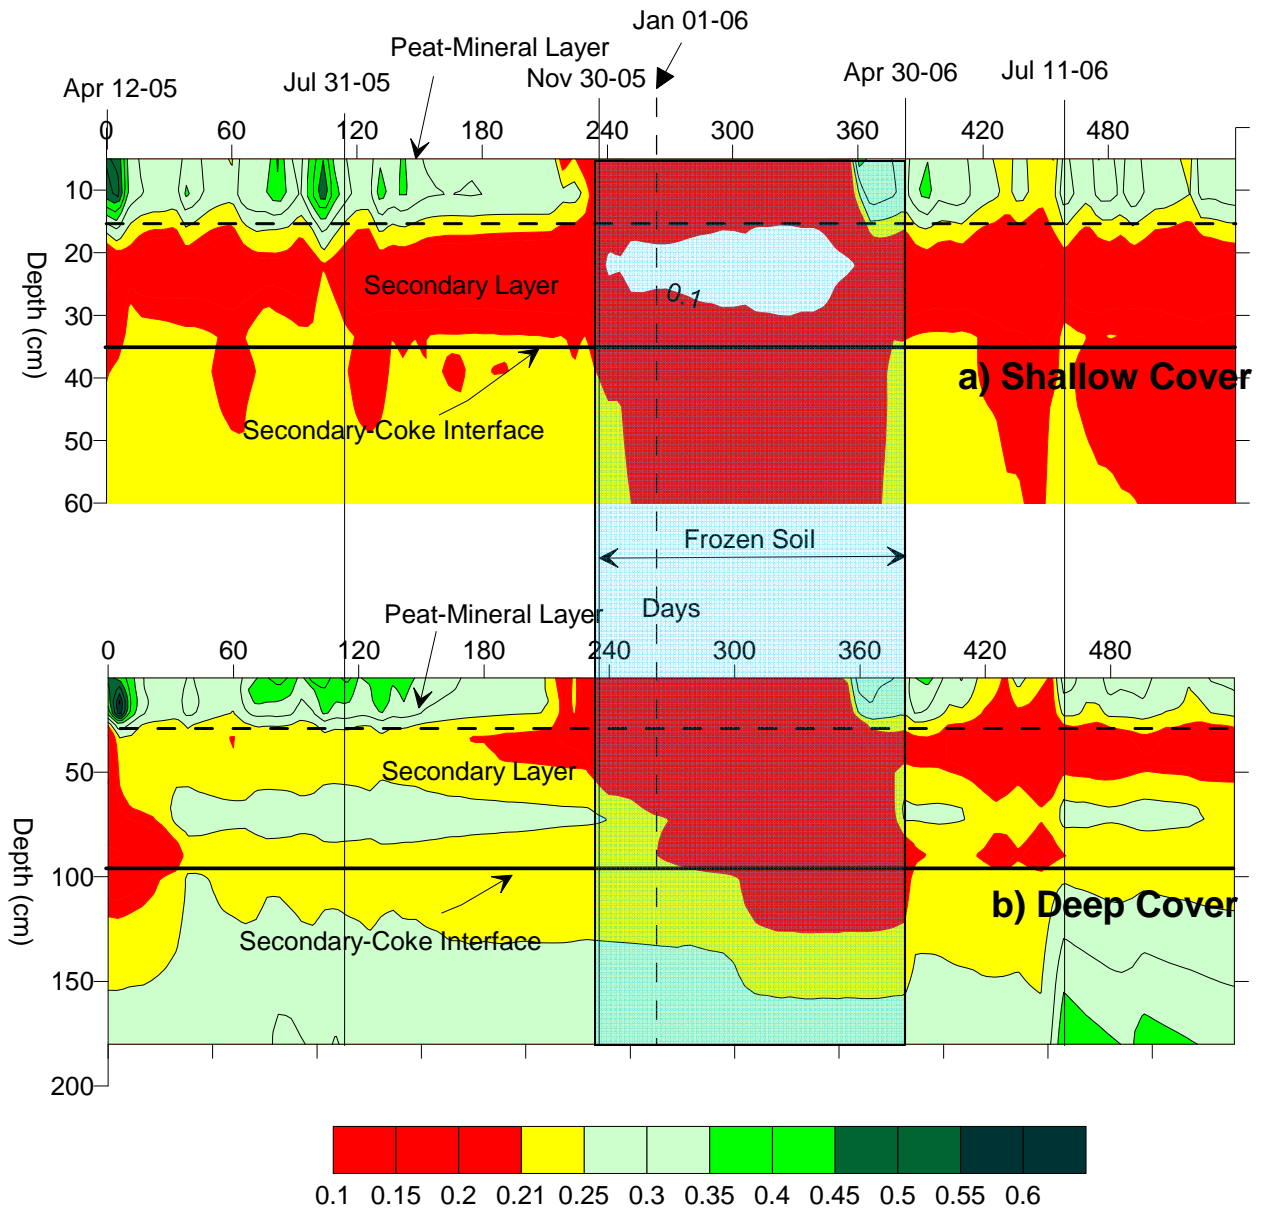 Jan 01-06
Peat-Mineral Layer
Apr 12-05 Jul 31-05 Nov 30-05 Apr 30-06 Jul 11-06
0 60 120 180 240 300 360 420 480
10
20
30
40
50
60
Depth (cm)
Secondary Layer
0.1
a) Shallow Cover
Secondary-Coke Interface
Frozen Soil
Days
Peat-Mineral Layer
0 60 120 180 240 300 360 420 480
50
100
150
200
Depth (cm)
Secondary Layer
b) Deep Cover
Secondary-Coke Interface
0.1 0.15 0.2 0.21 0.25 0.3 0.35 0.4 0.45 0.5 0.55 0.6